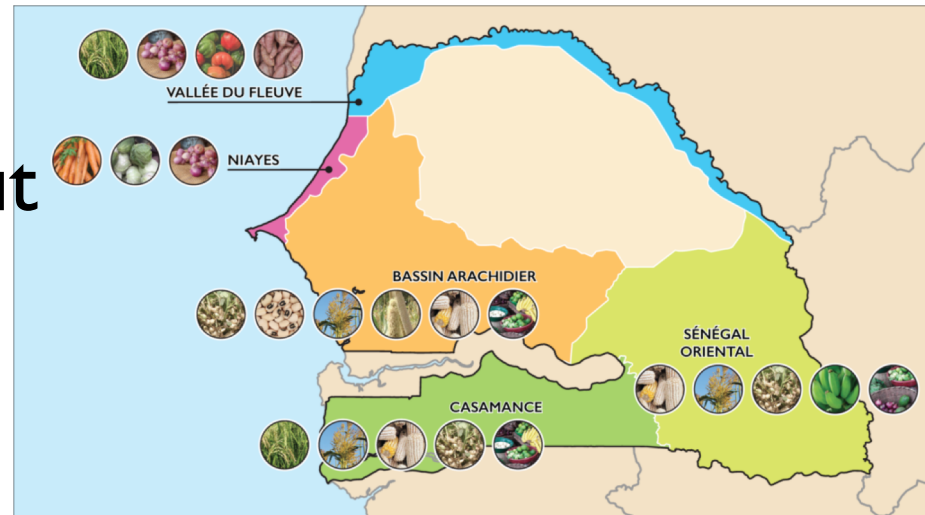 VALLÉE DU FLEUVE
NIAYES
BASSIN ARACHIDIER
SÉNÉGAL
ORIENTAL
CASAMANCE